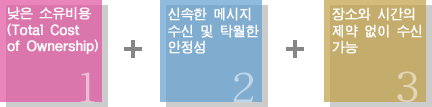 낮은 소유비용
(Total Cost
of Ownership)
1
+
신속한 메시지
수신 및 탁월한
안정성
2
+
장소와 시간의
제약 없이 수신
가능
3